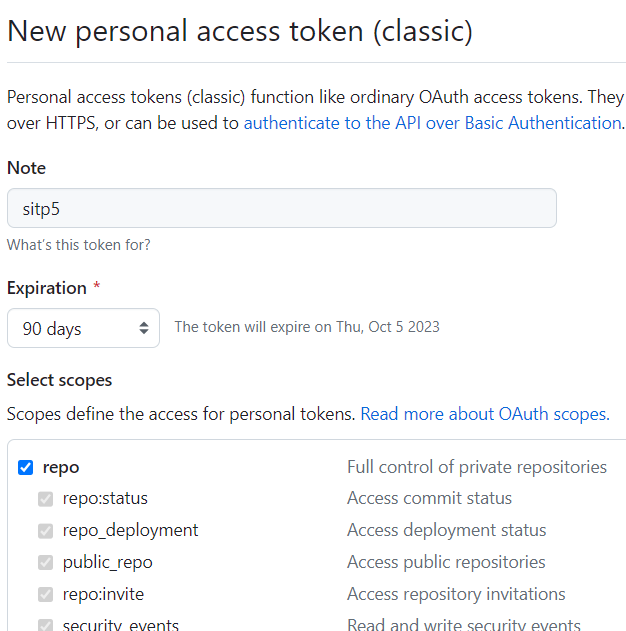 New personal access token (classic)
Personal access tokens (classic) function like ordinary OAuth access tokens. They
over HTTPS, or can be used to authenticate to the API over Basic Authentication.
Note
sitp5
What's this token for?
Expiration *
90 days The token will expire on Thu, Oct 5 2023
Select scopes
Scopes define the access for personal tokens. Read more about OAuth scopes.
repo Full control of private repositories
repo:status Access commit status
repo_deployment Access deployment status
public_repo Access public repositories
repo:invite Access repository invitations
security_events Read and write security events